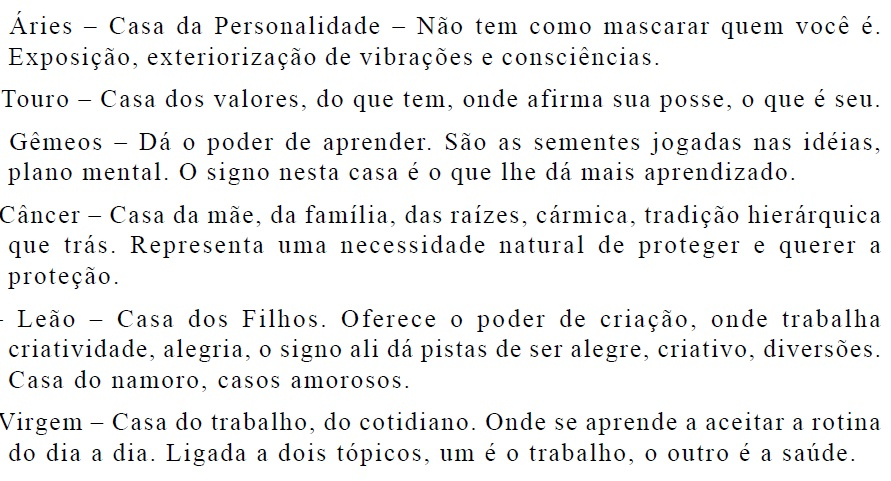 Áries – Casa da Personalidade – Não tem como mascarar quem você é.
Exposição, exteriorização de vibrações e consciências.
Touro – Casa dos valores, do que tem, onde afirma sua posse, o que é seu.
Gêmeos – Dá o poder de aprender. São as sementes jogadas nas idéias,
plano mental. O signo nesta casa é o que lhe dá mais aprendizado.
Câncer – Casa da mãe, da família, das raízes, cármica, tradição hierárquica
que trás. Representa uma necessidade natural de proteger e querer a
proteção.
- Leão – Casa dos Filhos. Oferece o poder de criação, onde trabalha
criatividade, alegria, o signo ali dá pistas de ser alegre, criativo, diversões.
Casa do namoro, casos amorosos.
Virgem – Casa do trabalho, do cotidiano. Onde se aprende a aceitar a rotina
do dia a dia. Ligada a dois tópicos, um é o trabalho, o outro é a saúde.